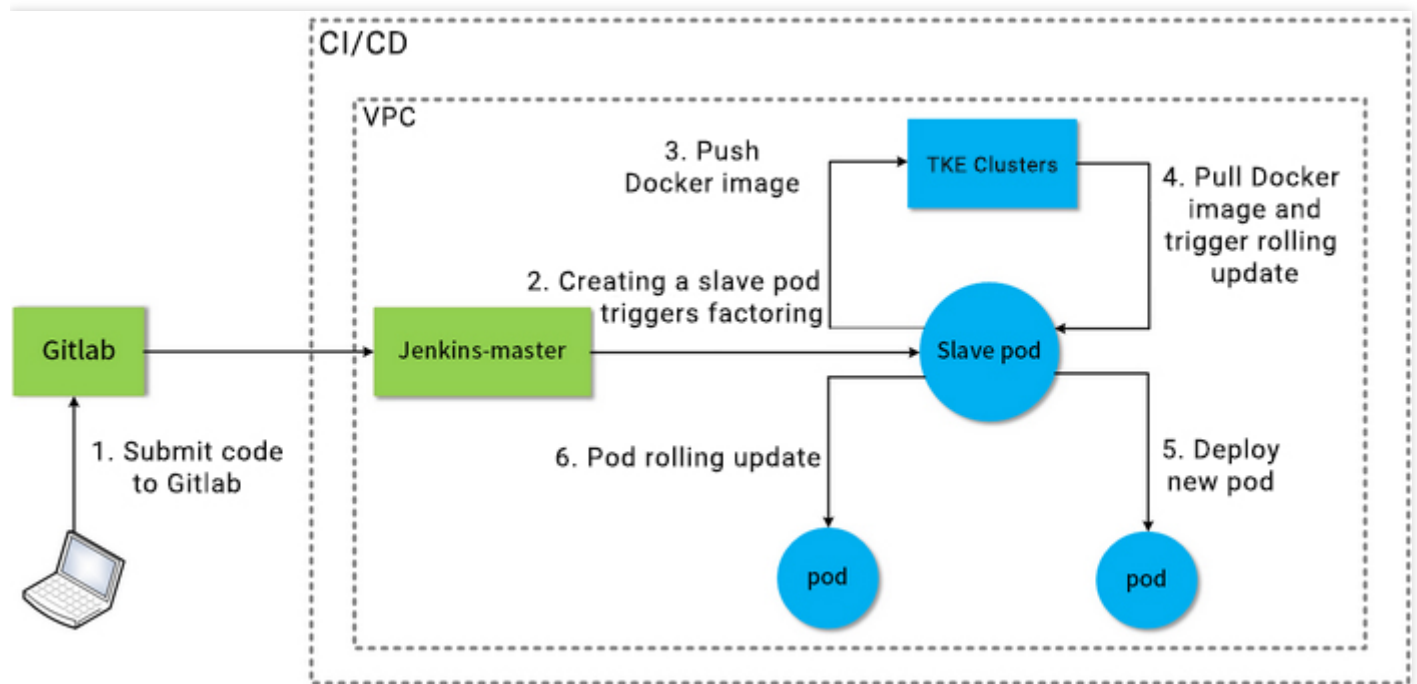 CI/CD
VPC
3. Push
Docker image
TKE Clusters
4. Pull Docker
image and
trigger rolling
update
2. Creating a slave pod
triggers factoring
Gitlab
Jenkins-master
Slave pod
1. Submit code
to Gitlab
6. Pod rolling update
5. Deploy
new pod
pod
pod